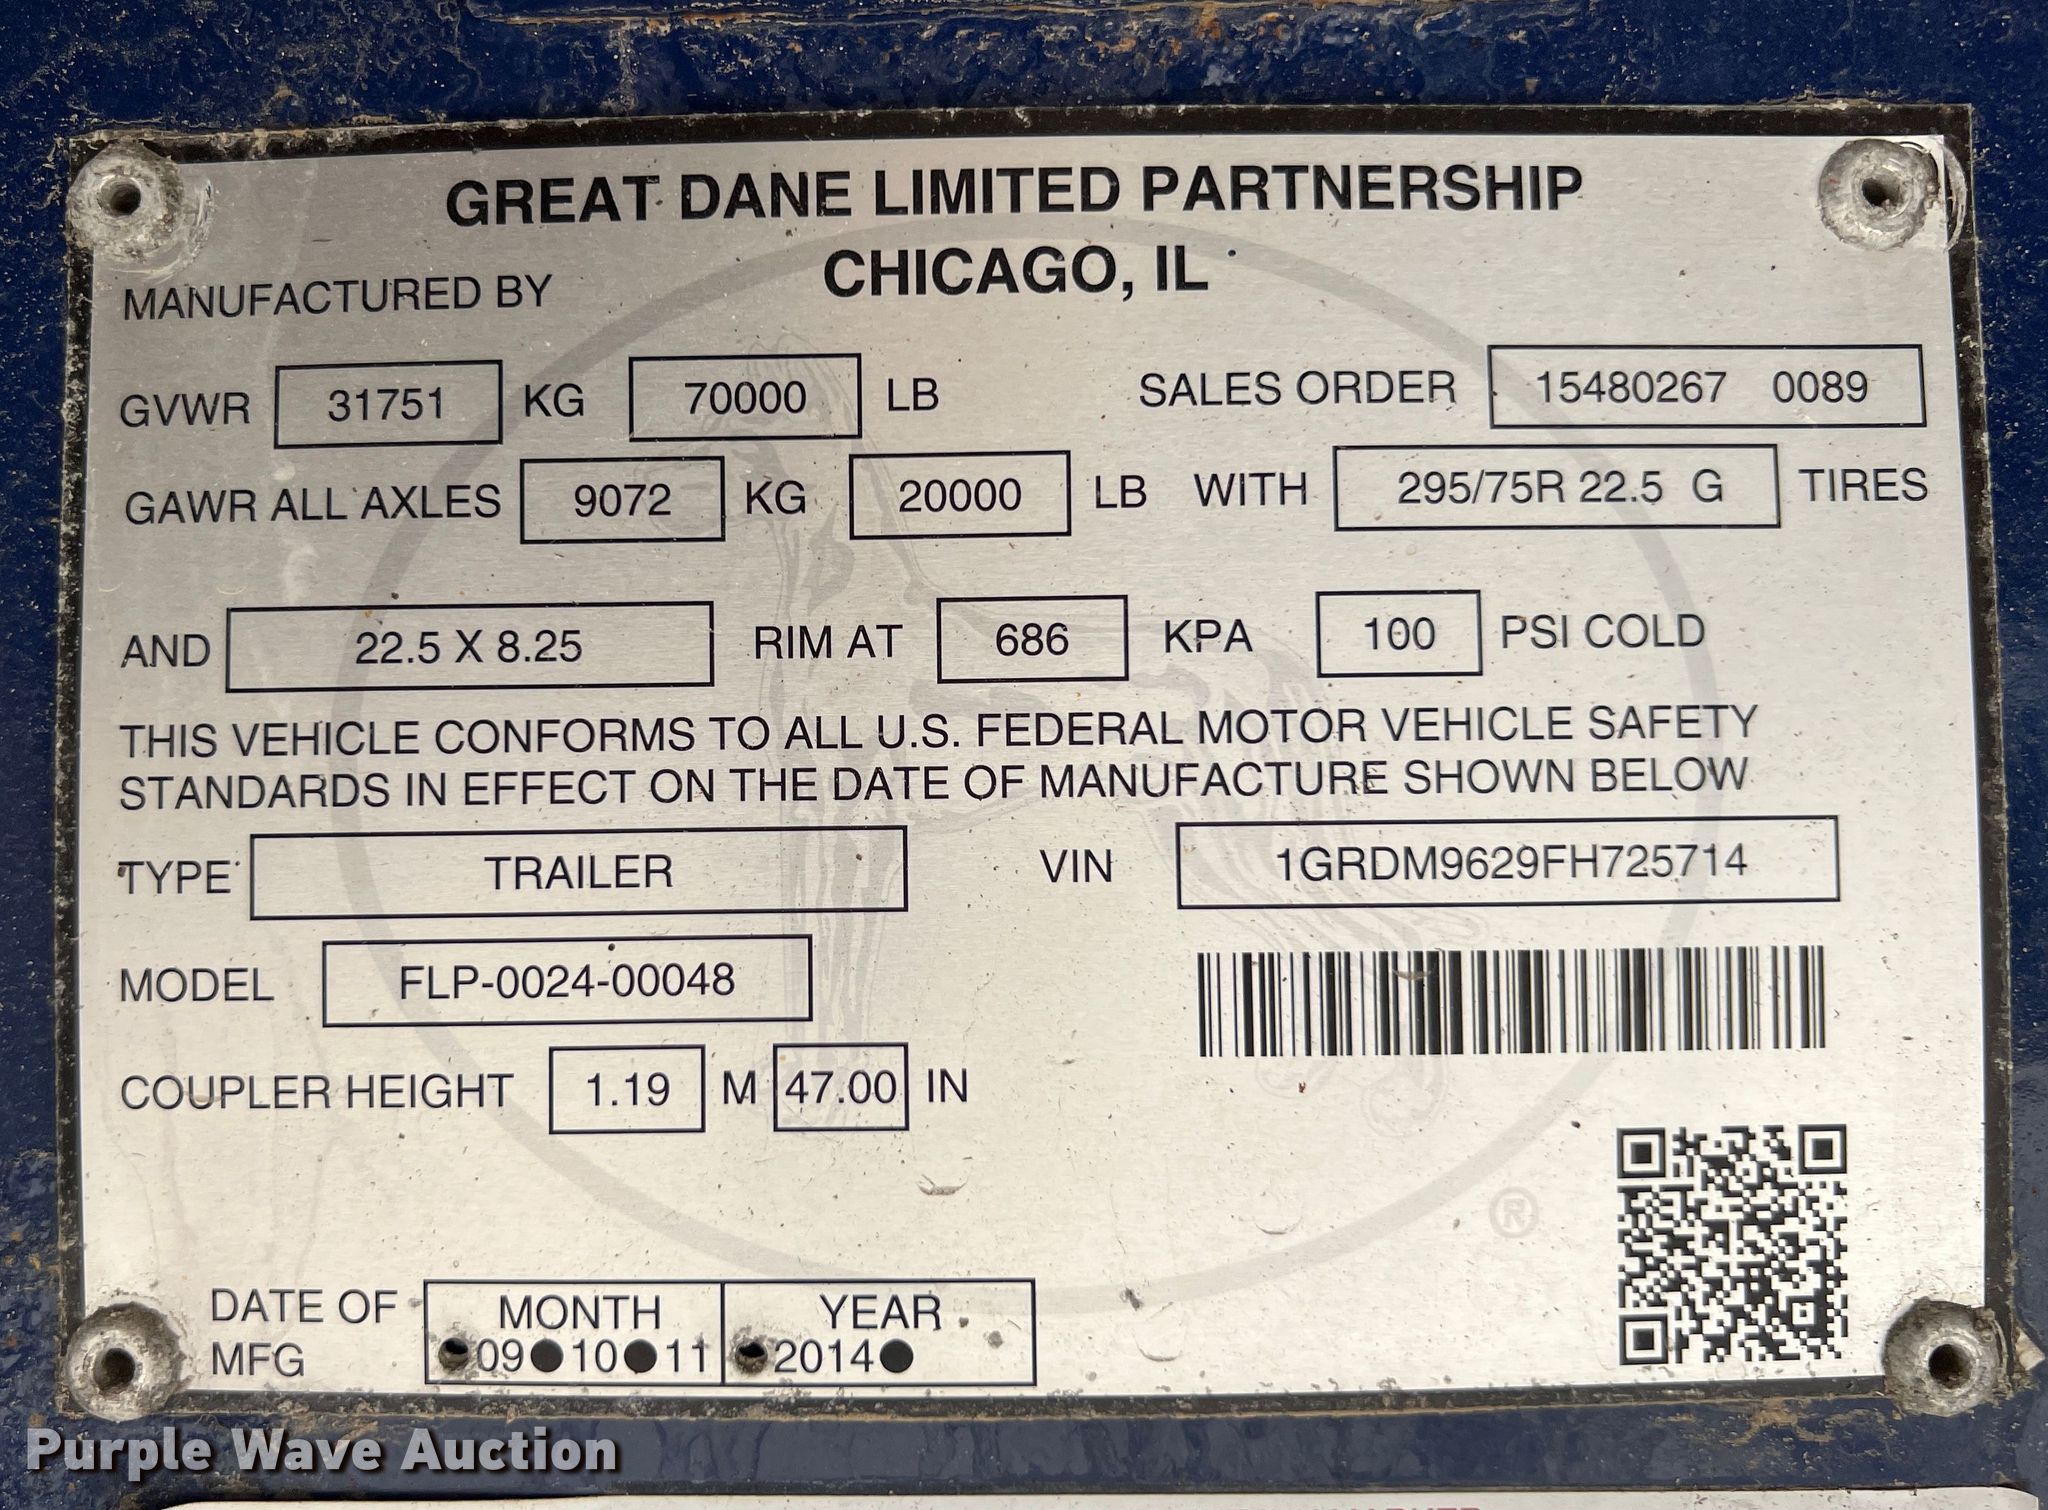 GREAT DANE LIMITED PARTNERSHIP
CHICAGO, IL
MANUFACTURED BY
GVWR 31751 KG 70000 LB SALES ORDER 15480267 0089
GAWR ALL AXLES 9072 KG 20000 LB WITH 295/75R 22.5 G TIRES
AND 22.5 X 8.25 RIM AT 686 KPA 100 PSI COLD
THIS VEHICLE CONFORMS TO ALL U.S. FEDERAL MOTOR VEHICLE SAFETY
STANDARDS IN EFFECT ON THE DATE OF MANUFACTURE SHOWN BELOW
TYPE TRAILER VIN 1GRDM9629FH725714
MODEL FLP-0024-00048
COUPLER HEIGHT 1.19 M 47.00 IN
®
DATE OF MFG MONTH YEAR
09 10 11 2014
Purple Wave Auction